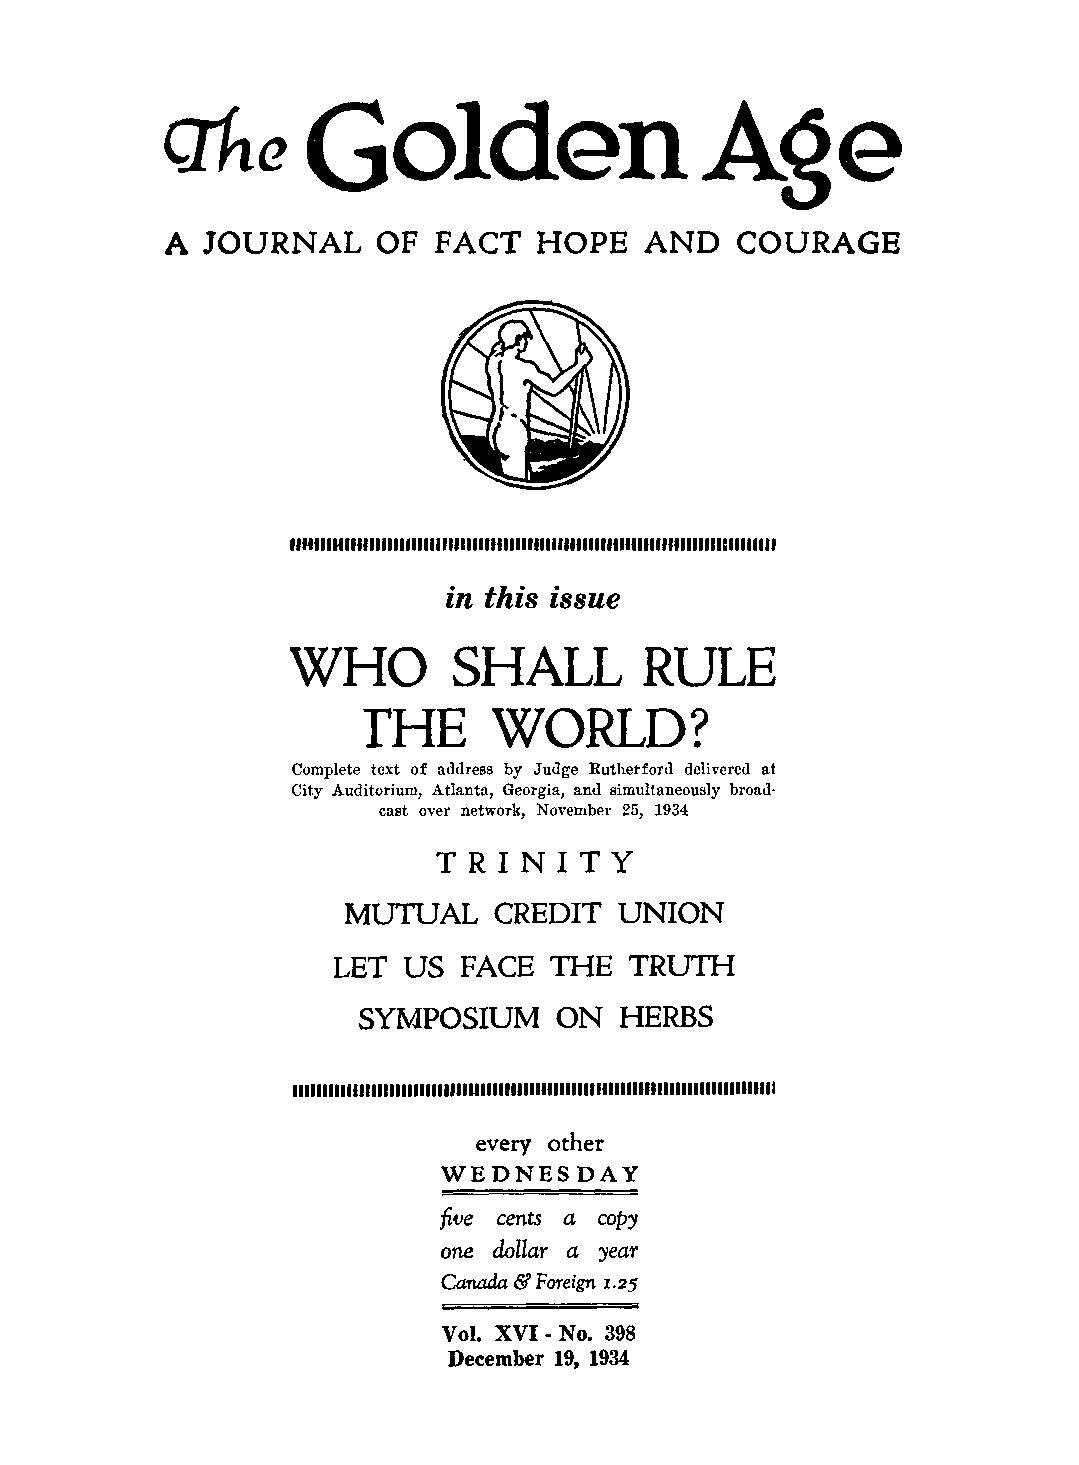 The Golden Age
A JOURNAL OF FACT HOPE AND COURAGE
in this issue
WHO SHALL RULE
THE WORLD?
Complete text of address by Judge Rutherford delivered at
City Auditorium, Atlanta, Georgia, and simultaneously broad-
cast over network, November 25, 1934
TRINITY
MUTUAL CREDIT UNION
LET US FACE THE TRUTH
SYMPOSIUM ON HERBS
every other
WEDNESDAY
five cents a copy
one dollar a year
Canada & Foreign 1.25
Vol. XVI - No. 398
December 19, 1934